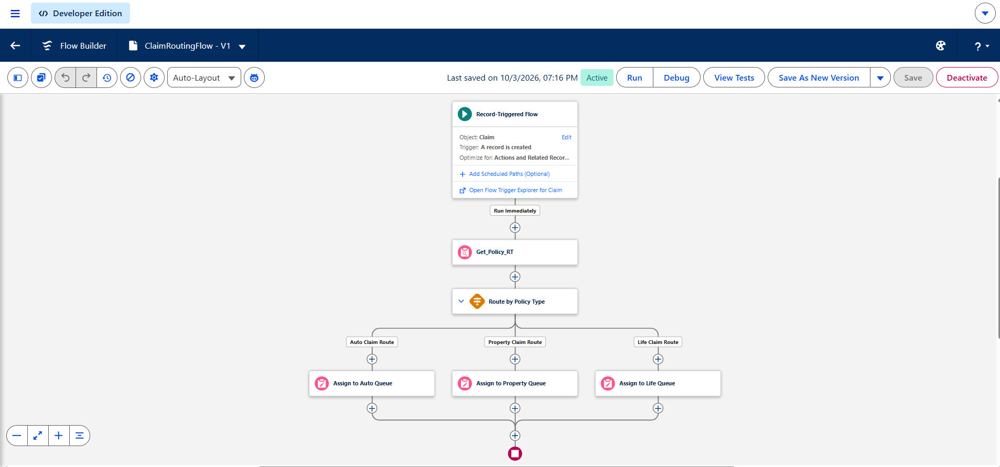 Developer Edition
Flow Builder
ClaimRoutingFlow - V1
?
Auto-Layout
Last saved on 10/3/2026, 07:16 PM
Active
Run
Debug
View Tests
Save As New Version
Save
Deactivate
Record-Triggered Flow
Object: Claim
Edit
Trigger: A record is created
Optimize for: Actions and Related Recor...
Add Scheduled Paths (Optional)
Open Flow Trigger Explorer for Claim
Run Immediately
Get_Policy_RT
Route by Policy Type
Auto Claim Route
Property Claim Route
Life Claim Route
Assign to Auto Queue
Assign to Property Queue
Assign to Life Queue